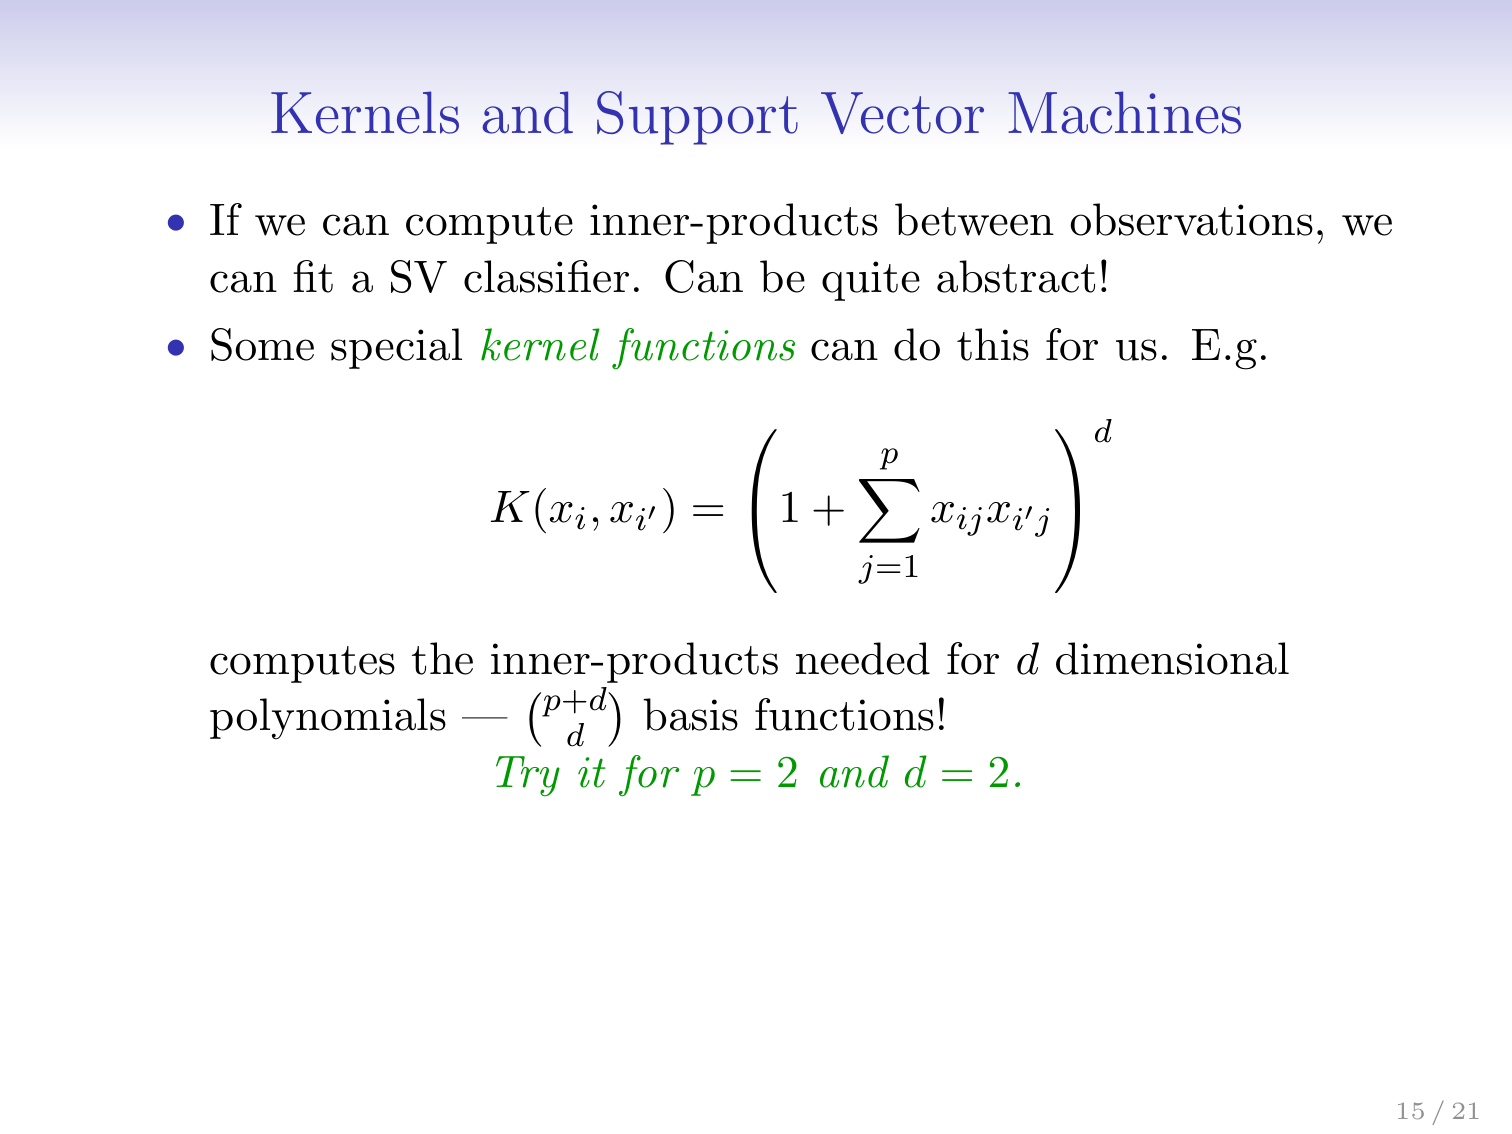 Kernels and Support Vector Machines
• If we can compute inner-products between observations, we
can fit a SV classifier. Can be quite abstract!
• Some special kernel functions can do this for us. E.g.
$K(x_i, x_{i'}) = \left(1 + \sum_{j=1}^{p} x_{ij}x_{i'j}\right)^d$
computes the inner-products needed for d dimensional
polynomials — $\binom{p+d}{d}$ basis functions!
Try it for p = 2 and d = 2.
15 / 21